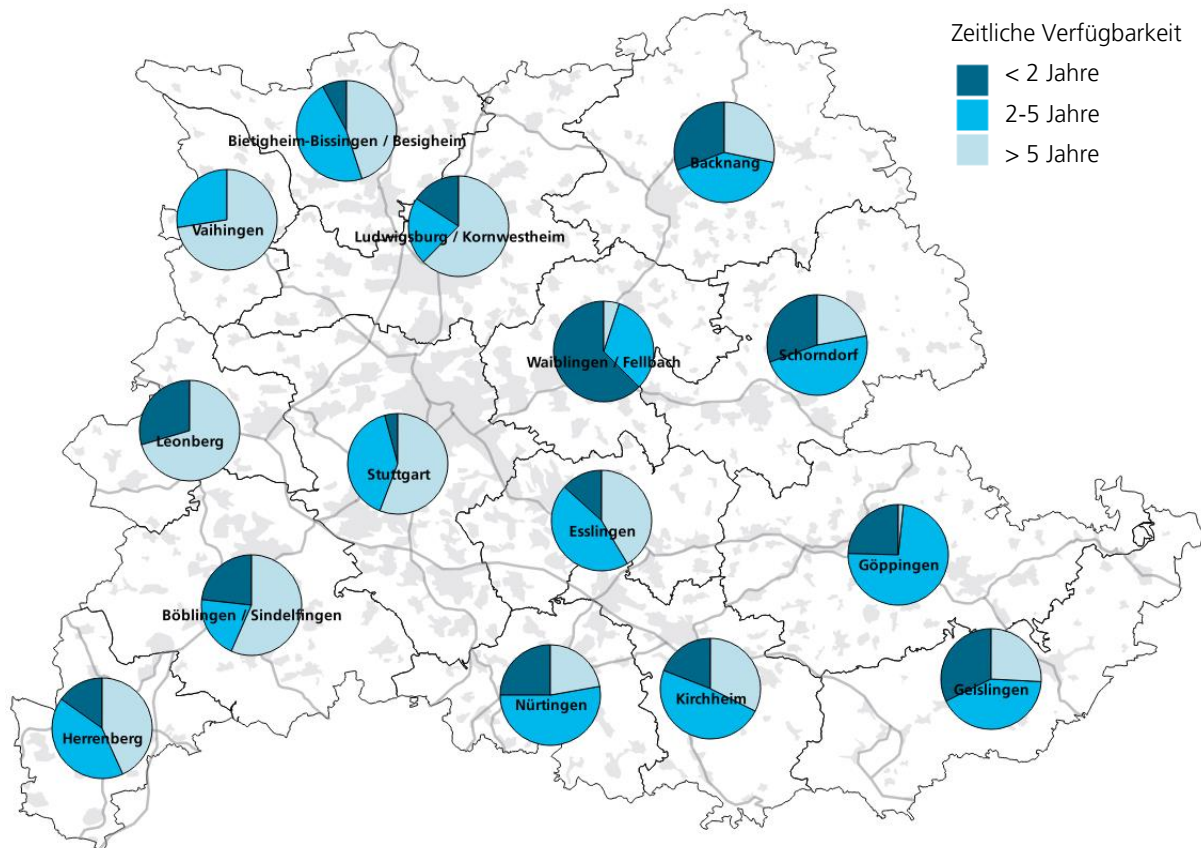 Zeitliche Verfügbarkeit
< 2 Jahre
2-5 Jahre
> 5 Jahre
Bietigheim-Bissingen / Besigheim
Backnang
Vaihingen
Ludwigsburg / Kornwestheim
Waiblingen / Fellbach
Schorndorf
Leonberg
Stuttgart
Esslingen
Göppingen
Böblingen / Sindelfingen
Geislingen
Kirchheim
Nürtingen
Herrenberg